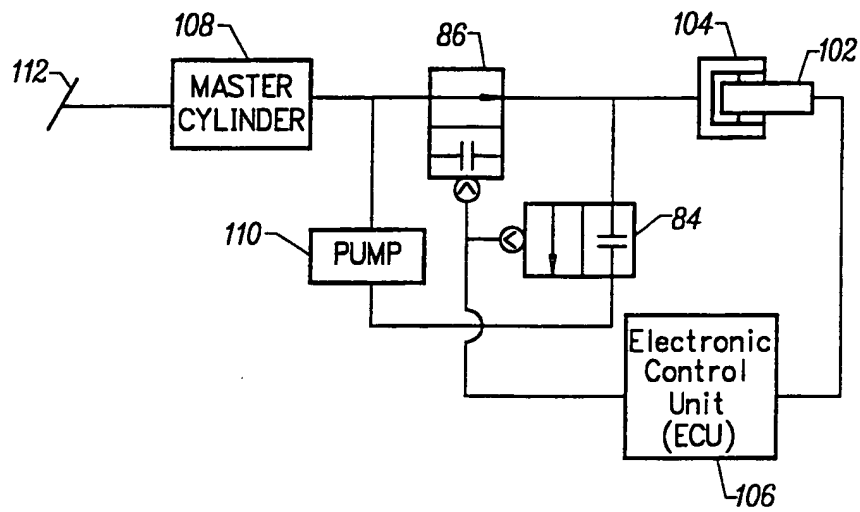 108
86
104
102
112
MASTER
CYLINDER
110
PUMP
84
Electronic
Control
Unit
(ECU)
106